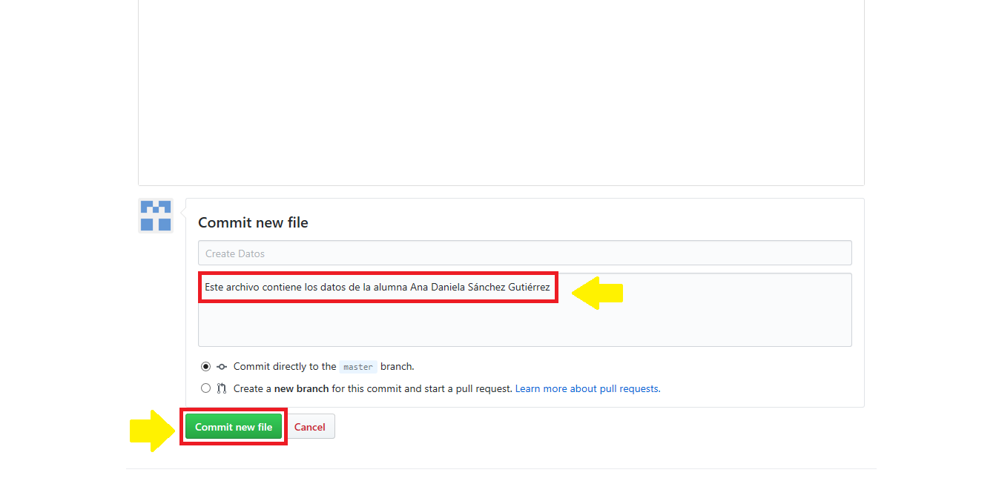 Commit new file
Create Datos
Este archivo contiene los datos de la alumna Ana Daniela Sánchez Gutiérrez
Commit directly to the master branch.
Create a new branch for this commit and start a pull request. Learn more about pull requests.
Commit new file Cancel